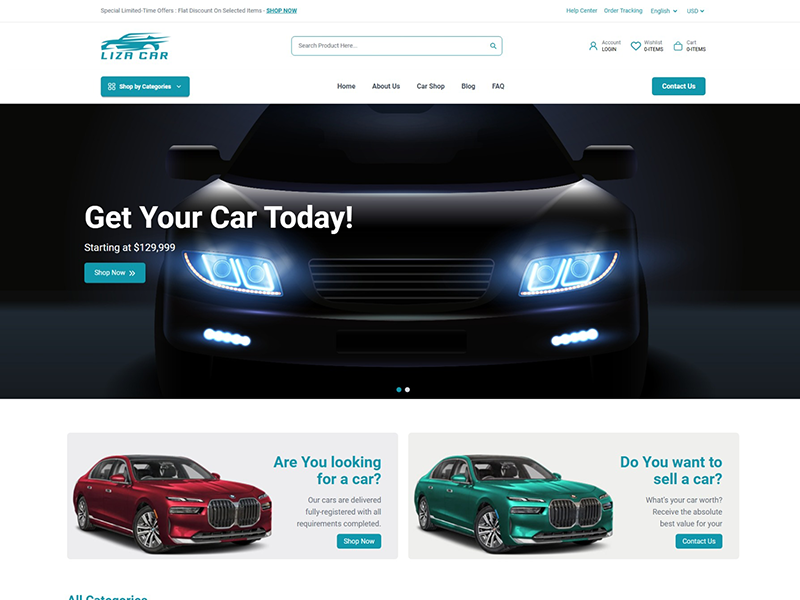 Special Limited Time Offers : Flat Discount On Selected Items - SHOP NOW
Help Center Order Tracking English USD
LIZA CAR
Search Product Here...
Account
LOGIN
Wishlist
0-ITEMS
Cart
0-ITEMS
Shop by Categories
Home About Us Car Shop Blog FAQ
Contact Us
Get Your Car Today!
Starting at $129,999
Shop Now
Are You looking
for a car?
Our cars are delivered
fully-registered with all
requirements completed.
Shop Now
Do You want to
sell a car?
What's your car worth?
Receive the absolute
best value for your
Contact Us
All Categories